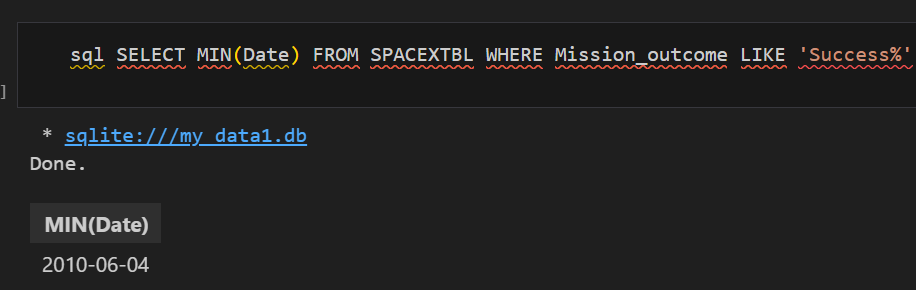 sql SELECT MIN(Date) FROM SPACEXTBL WHERE Mission_outcome LIKE 'Success%'
]
* sqlite:///my_data1.db
Done.
MIN(Date)
2010-06-04